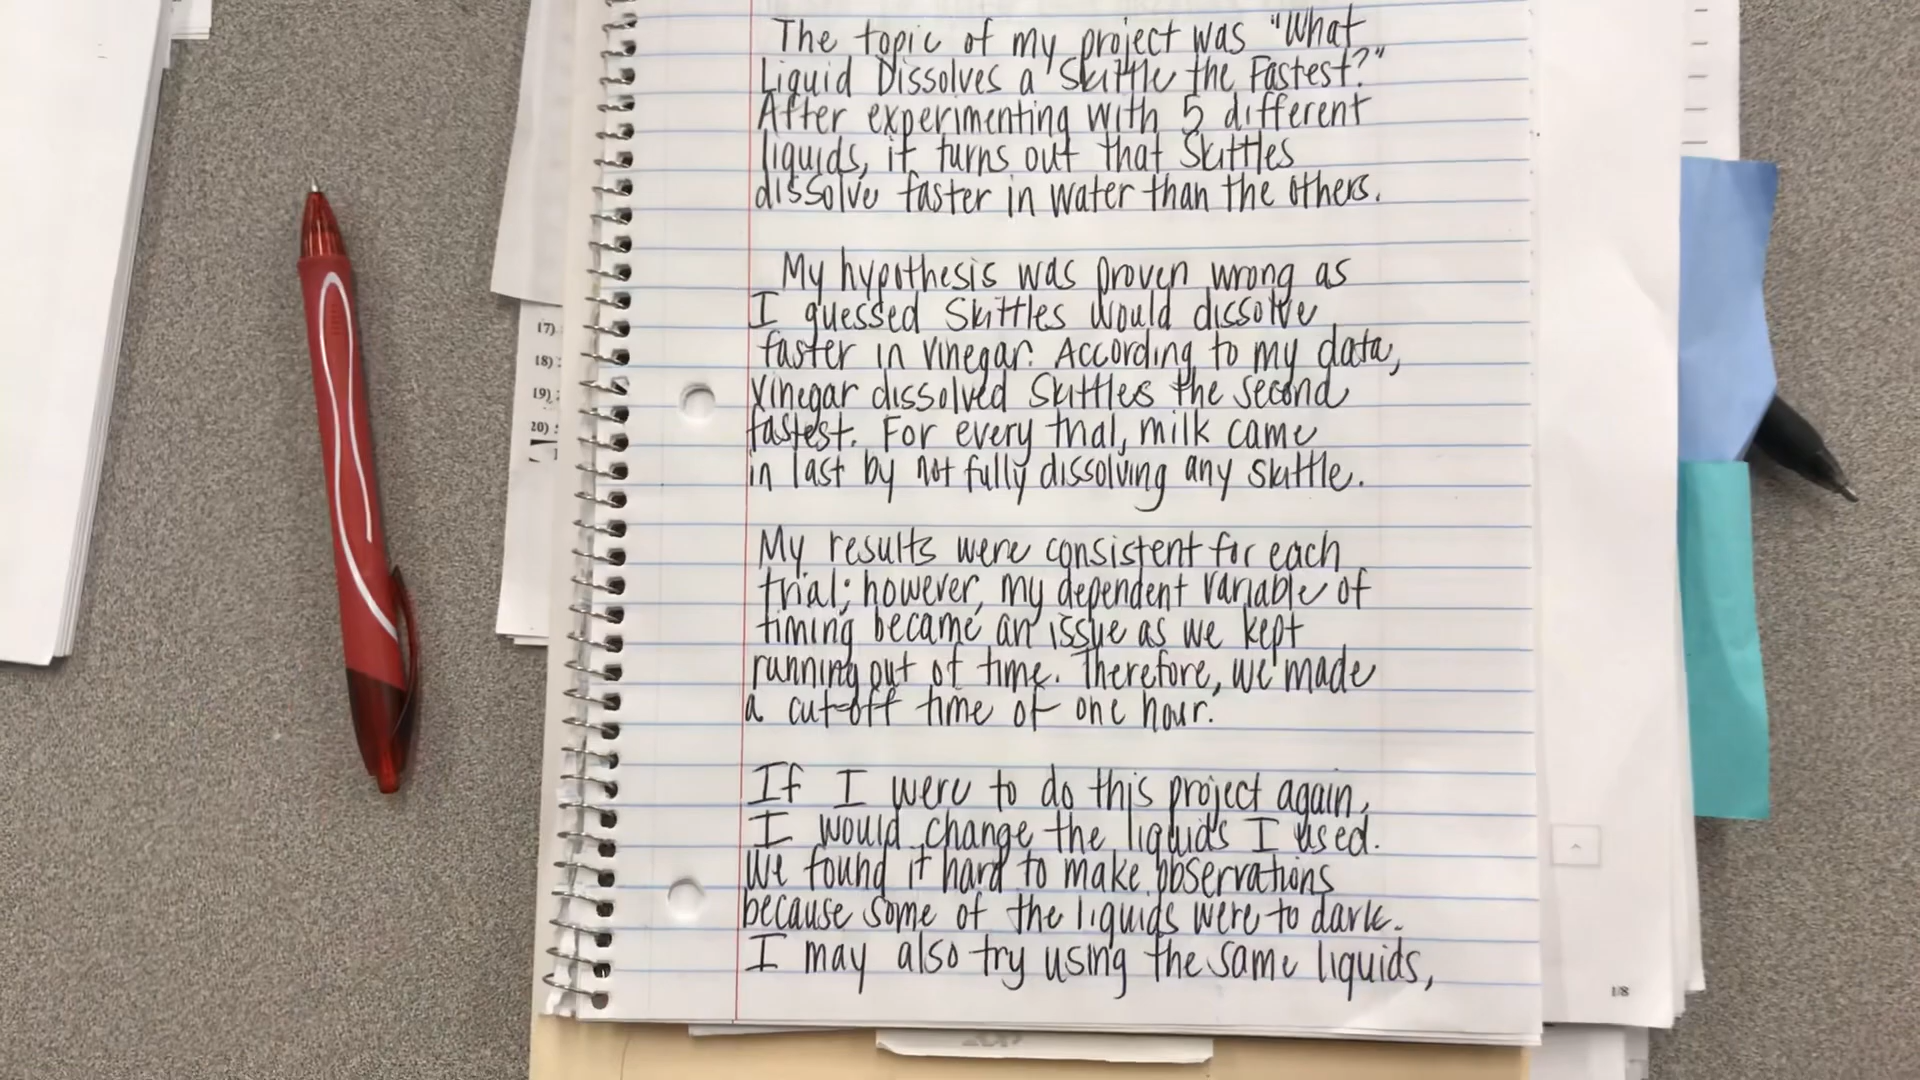 The topic of my project was "What
Liquid Dissolves a Skittle the Fastest?"
After experimenting with 5 different
liquids, it turns out that Skittles
dissolve faster in water than the others.
My hypothesis was proven wrong as
I guessed Skittles would dissolve
faster in vinegar. According to my data,
vinegar dissolved Skittles the second
fastest. For every trial, milk came
in last by not fully dissolving any skittle.
My results were consistent for each
trial; however, my dependent variable of
timing became an issue as we kept
running out of time. Therefore, we made
a cut-off time of one hour.
If I were to do this project again,
I would change the liquids I used.
We found it hard to make observations
because some of the liquids were to dark.
I may also try using the same liquids,
17)
18)
19)
20)
1/8